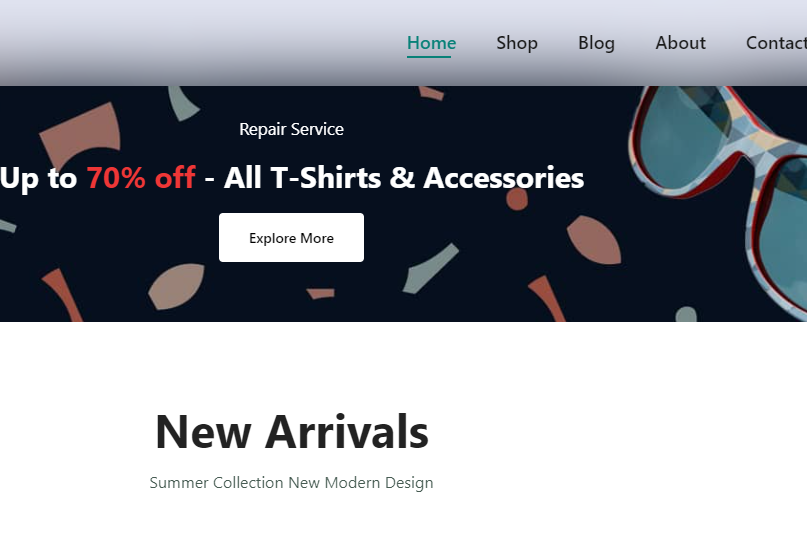 Home Shop Blog About Contact
Repair Service
Up to 70% off - All T-Shirts & Accessories
Explore More
New Arrivals
Summer Collection New Modern Design